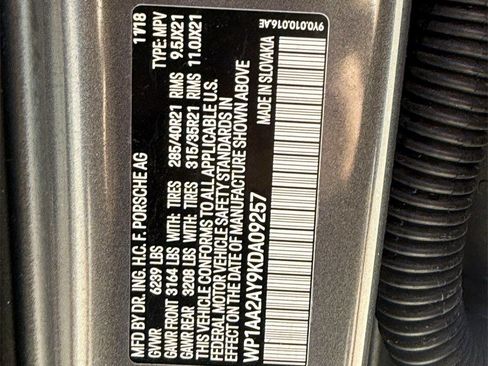 MFD BY DR. ING. H.C. F. PORSCHE AG 11/18
GVWR 6239 LBS TYPE: MPV
GAWR FRONT 3164 LBS WITH: TIRES 285/40R21 RIMS 9.5JX21
GAWR REAR 3208 LBS WITH: TIRES 315/35R21 RIMS 11.0JX21
THIS VEHICLE CONFORMS TO ALL APPLICABLE U.S.
FEDERAL MOTOR VEHICLE SAFETY STANDARDS IN
EFFECT ON THE DATE OF MANUFACTURE SHOWN ABOVE
WP1AA2AY9KDA09257 MADE IN SLOVAKIA
9Y0.010.016.AE